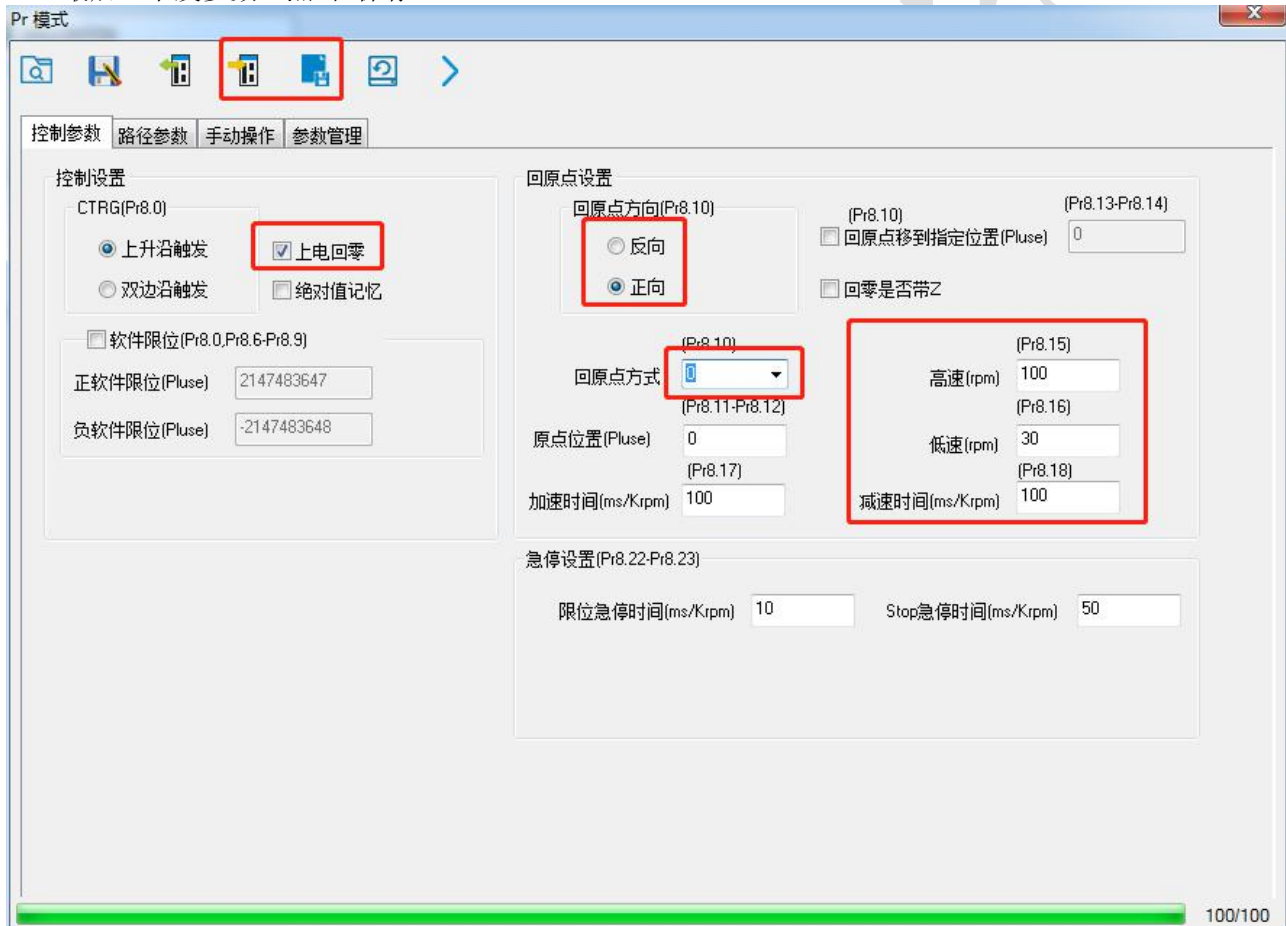 Pr 模式
控制参数 路径参数 手动操作 参数管理
控制设置
CTRG(Pr8.0)
上升沿触发
上电回零
双边沿触发
绝对值记忆
软件限位(Pr8.0,Pr8.6-Pr8.9)
正软件限位(Pluse) 2147483647
负软件限位(Pluse) -2147483648
回原点设置
回原点方向(Pr8.10)
反向
正向
(Pr8.10)
(Pr8.13-Pr8.14)
回原点移到指定位置(Pluse) 0
回零是否带Z
(Pr8.10)
回原点方式 0
(Pr8.15)
高速(rpm) 100
(Pr8.11-Pr8.12)
原点位置(Pluse) 0
(Pr8.16)
低速(rpm) 30
(Pr8.17)
加速时间(ms/Krpm) 100
(Pr8.18)
减速时间(ms/Krpm) 100
急停设置(Pr8.22-Pr8.23)
限位急停时间(ms/Krpm) 10
Stop急停时间(ms/Krpm) 50
100/100